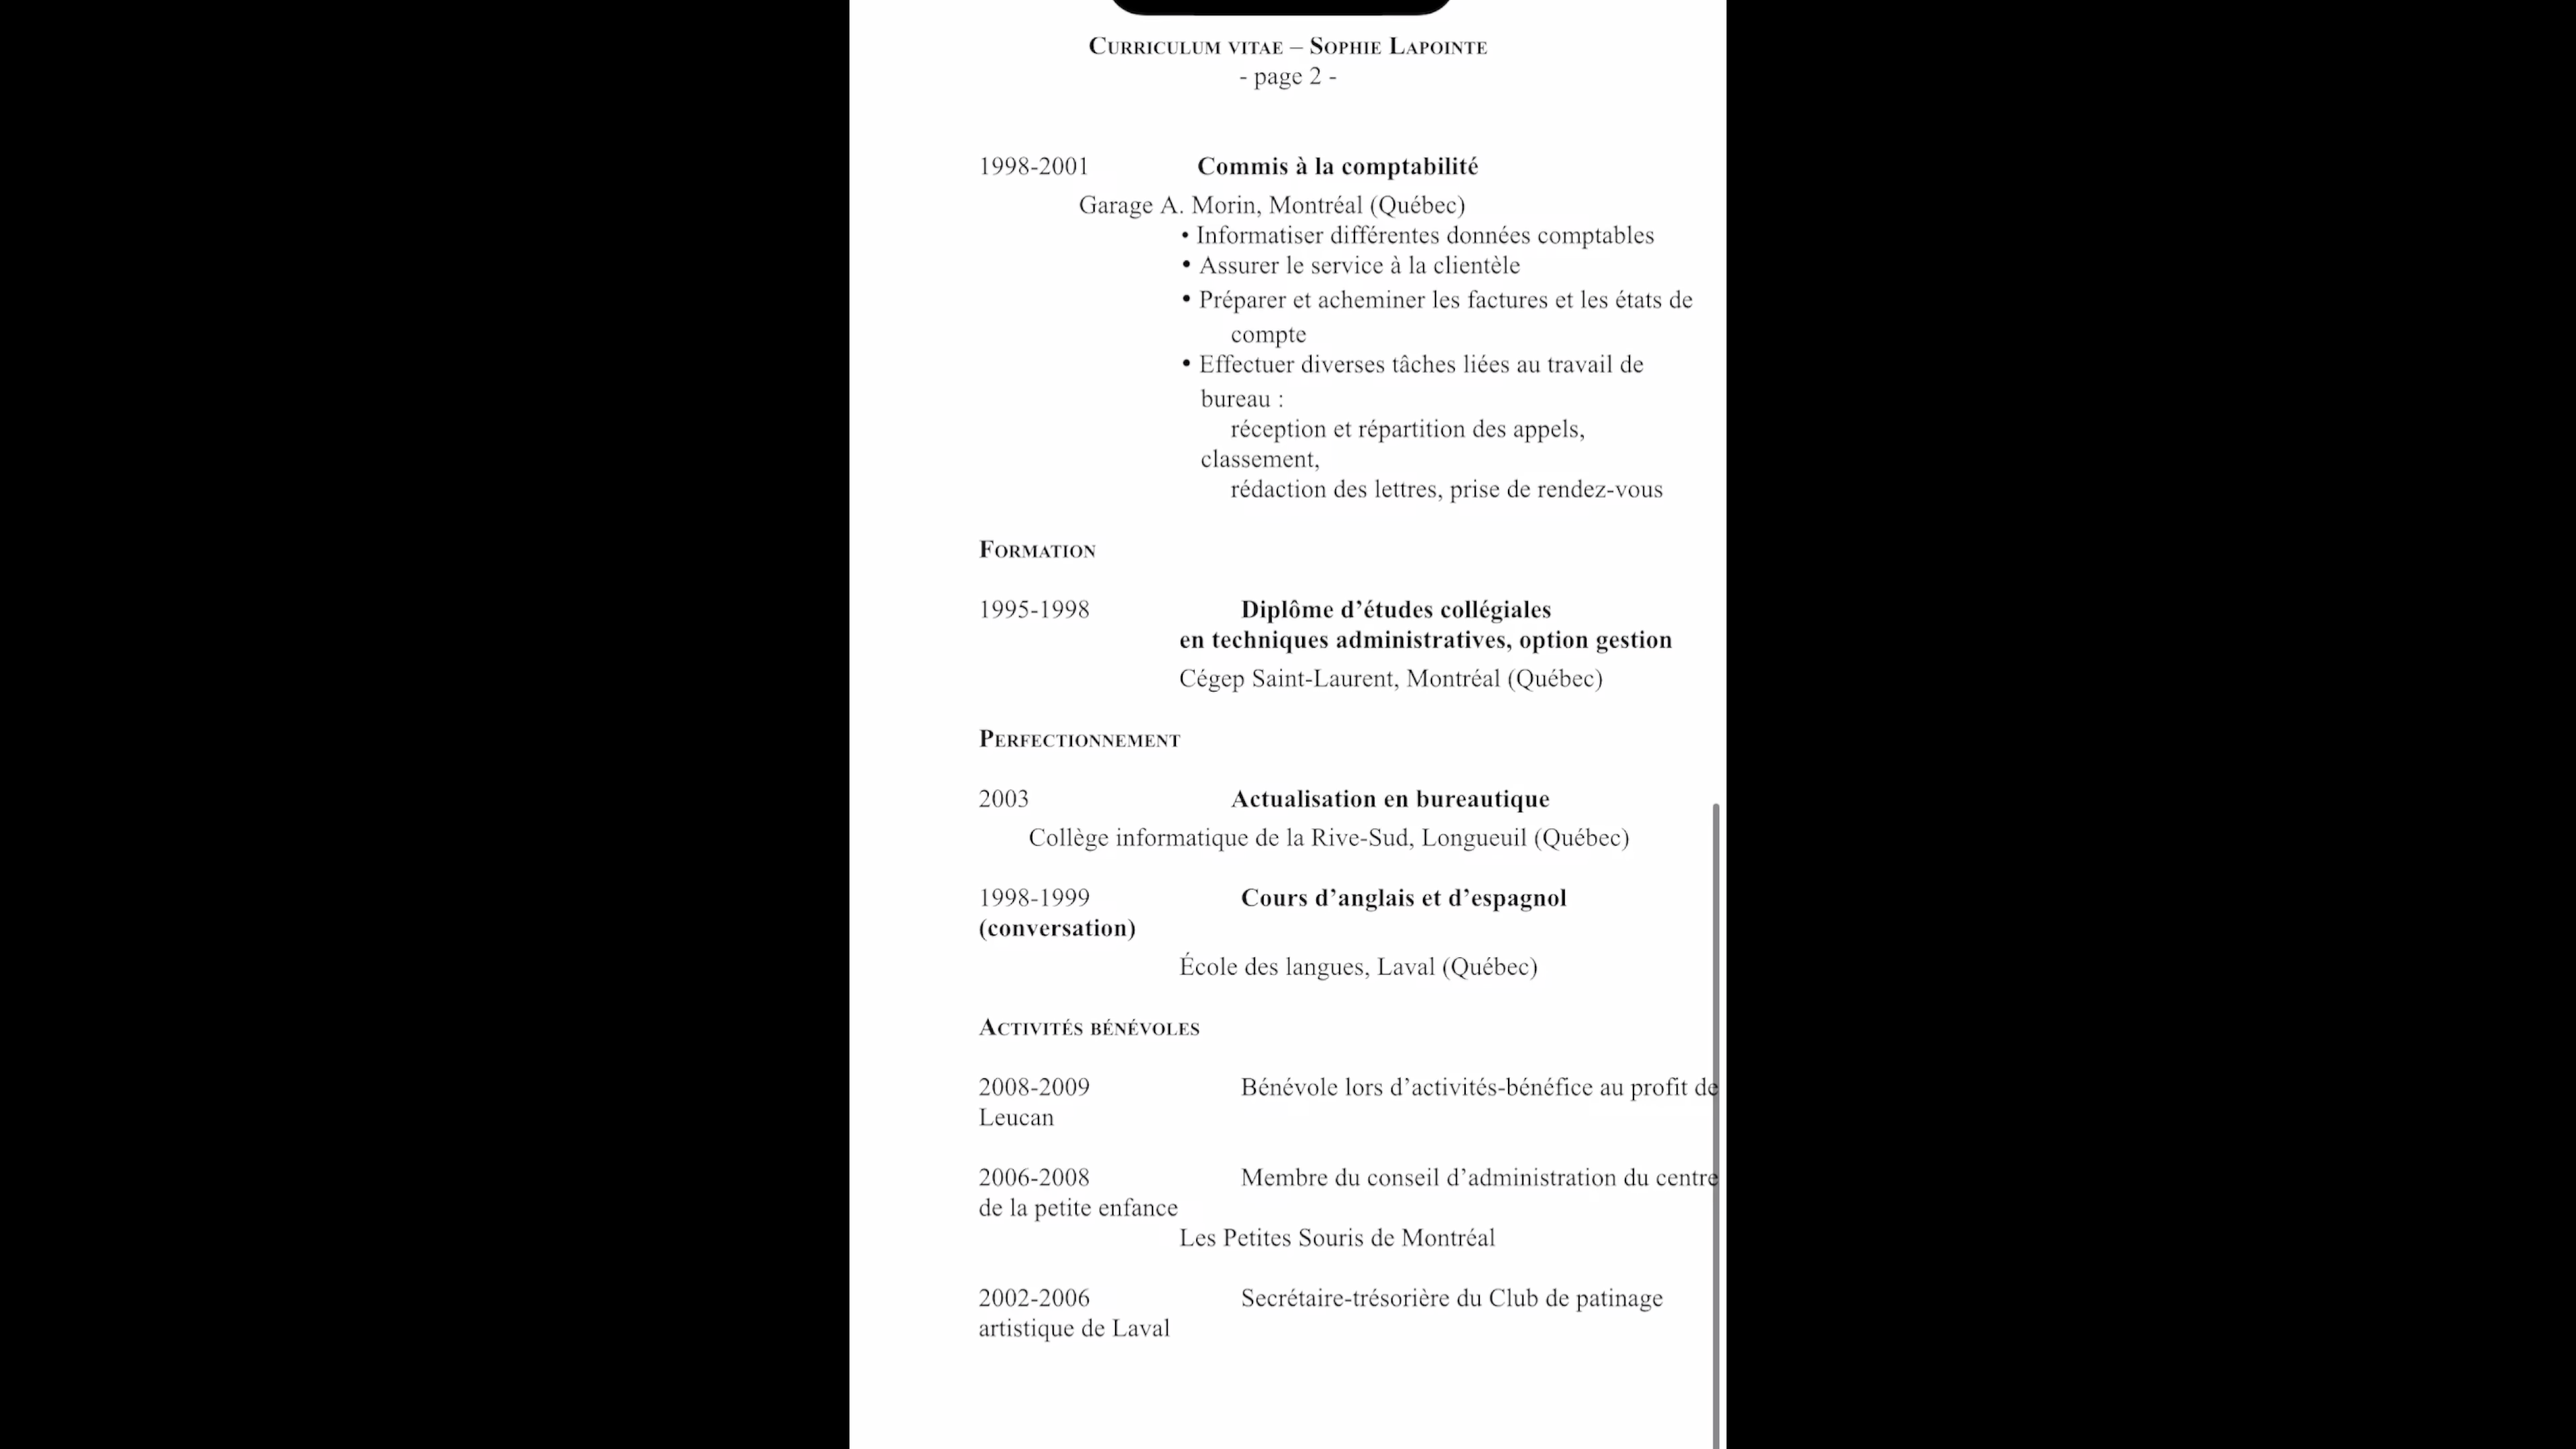 CURRICULUM VITAE – SOPHIE LAPOINTE
- page 2 -
1998-2001 Commis à la comptabilité
Garage A. Morin, Montréal (Québec)
• Informatiser différentes données comptables
• Assurer le service à la clientèle
• Préparer et acheminer les factures et les états de
compte
• Effectuer diverses tâches liées au travail de
bureau :
réception et répartition des appels,
classement,
rédaction des lettres, prise de rendez-vous
FORMATION
1995-1998 Diplôme d’études collégiales
en techniques administratives, option gestion
Cégep Saint-Laurent, Montréal (Québec)
PERFECTIONNEMENT
2003 Actualisation en bureautique
Collège informatique de la Rive-Sud, Longueuil (Québec)
1998-1999 Cours d’anglais et d’espagnol
(conversation)
École des langues, Laval (Québec)
ACTIVITÉS BÉNÉVOLES
2008-2009 Bénévole lors d’activités-bénéfice au profit de
Leucan
2006-2008 Membre du conseil d’administration du centre
de la petite enfance
Les Petites Souris de Montréal
2002-2006 Secrétaire-trésorière du Club de patinage
artistique de Laval